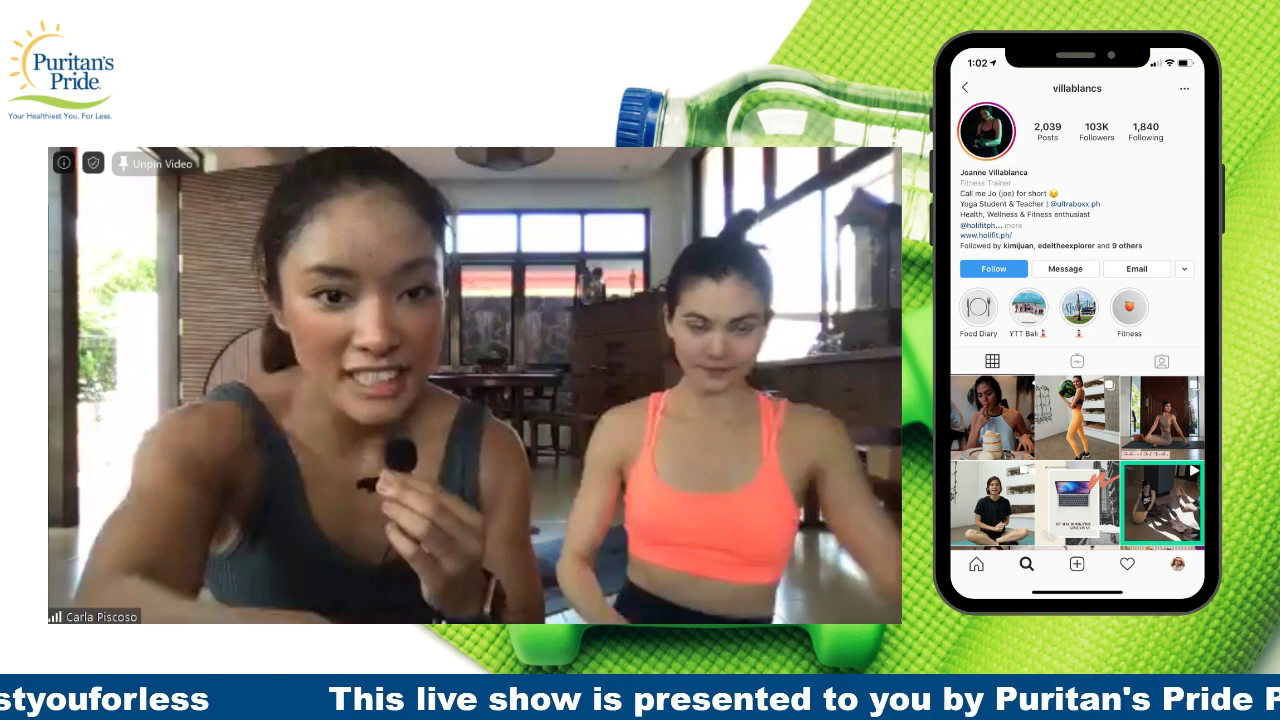 Puritan's
Pride
Your Healthiest You. For Less.
Unpin Video
Carla Piscoso
1:02
villablancs
2,039 103K 1,840
Posts Followers Following
Joanne Villablanca
Fitness Trainer
Call me Jo (joe) for short 😉
Yoga Student & Teacher | @ultraboxx.ph
Health, Wellness & Fitness enthusiast
@holifitph... more
www.holifit.ph/
Followed by kimijuan, edeltheexplorer and 9 others
Follow Message Email
Food Diary YTT Bali Fitness
styouforless This live show is presented to you by Puritan's Pride P